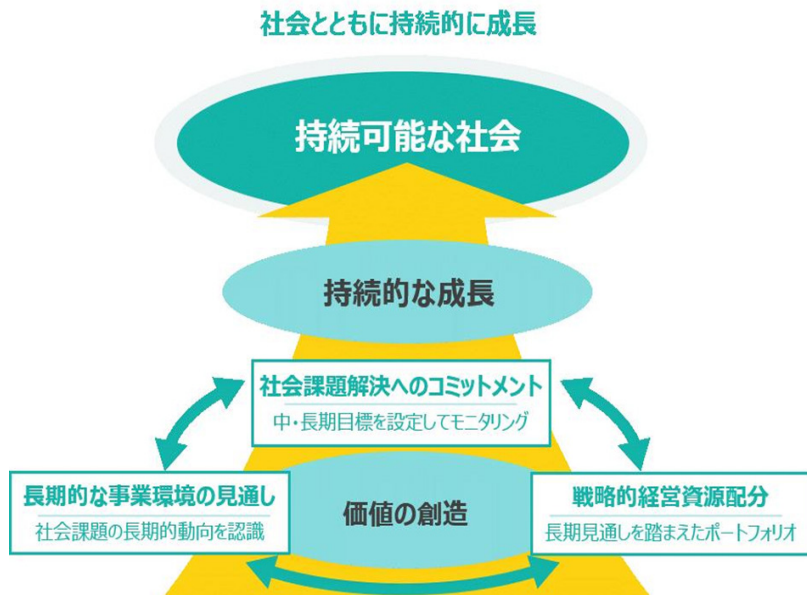 社会とともに持続的に成長
持続可能な社会
持続的な成長
社会課題解決へのコミットメント
中・長期目標を設定してモニタリング
長期的な事業環境の見通し
社会課題の長期的動向を認識
価値の創造
戦略的経営資源配分
長期見通しを踏まえたポートフォリオ